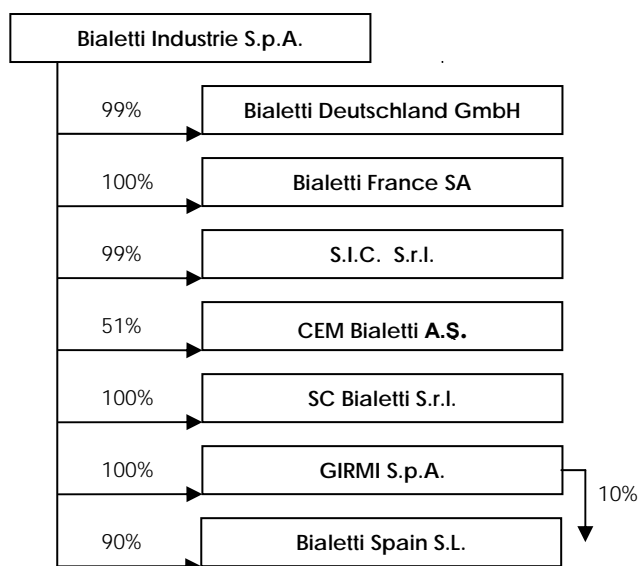 Bialetti Industrie S.p.A.
99%
Bialetti Deutschland GmbH
100%
Bialetti France SA
99%
S.I.C. S.r.l.
51%
CEM Bialetti A.Ş.
100%
SC Bialetti S.r.l.
100%
GIRMI S.p.A.
10%
90%
Bialetti Spain S.L.